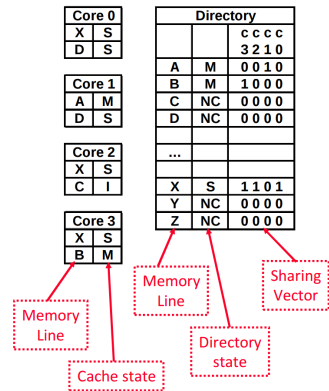 Core 0
X S
D S
Core 1
A M
D S
Core 2
X S
C I
Core 3
X S
B M
Directory
c c c c
3 2 1 0
A M 0 0 1 0
B M 1 0 0 0
C NC 0 0 0 0
D NC 0 0 0 0
...
X S 1 1 0 1
Y NC 0 0 0 0
Z NC 0 0 0 0
Memory
Line
Cache state
Memory
Line
Directory
state
Sharing
Vector